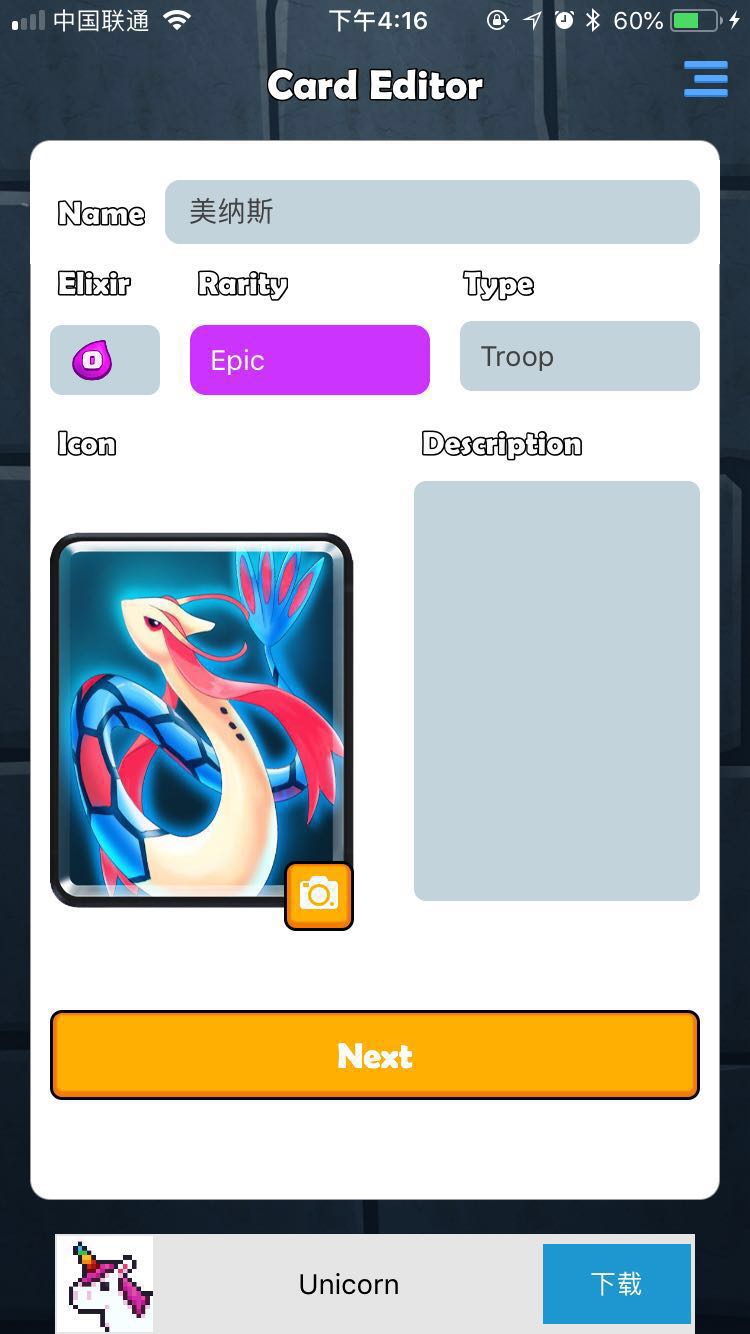 中国联通 下午4:16 60%
Card Editor
Name 美纳斯
Elixir Rarity Type
0 Epic Troop
Icon Description
Next
Unicorn 下载